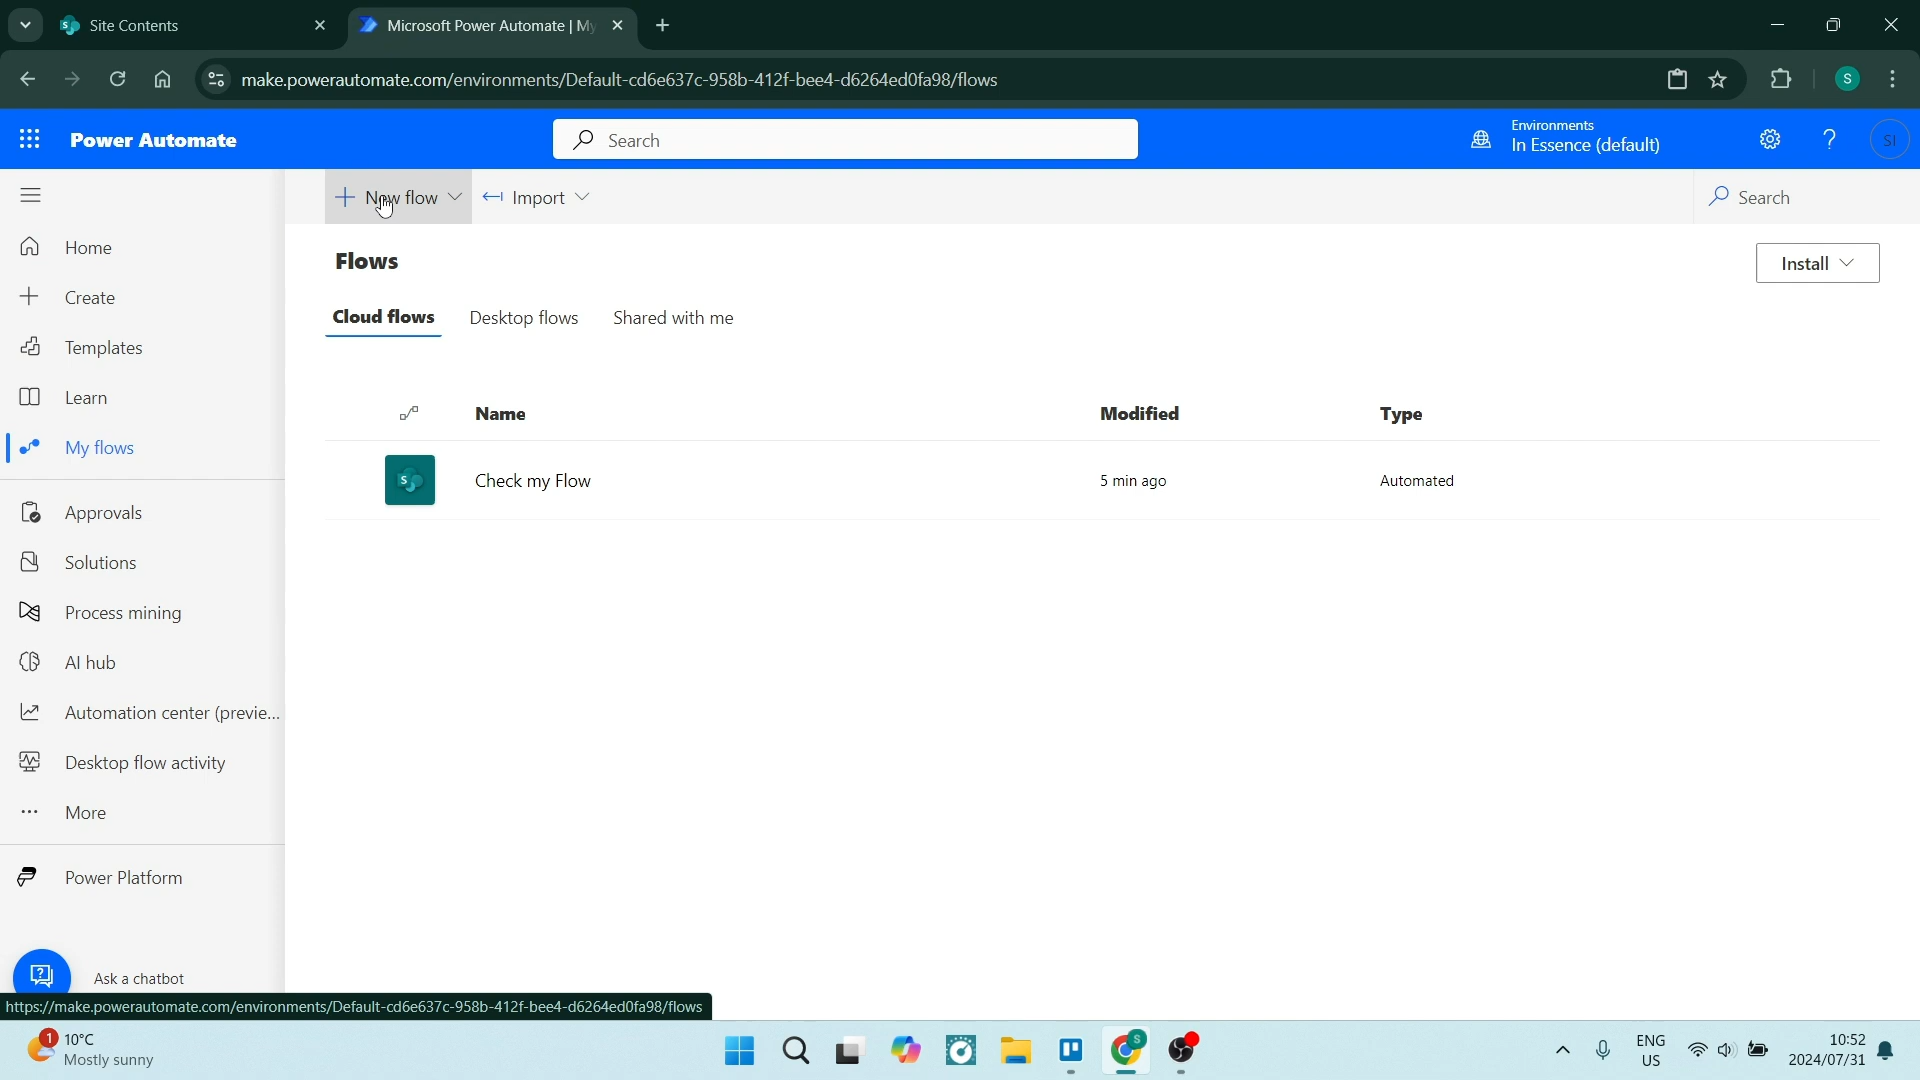 Site Contents
Microsoft Power Automate | My
make.powerautomate.com/environments/Default-cd6e637c-958b-412f-bee4-d6264ed0fa98/flows
S
Power Automate
Search
Environments
In Essence (default)
?
SI
New flow
Import
Search
Home
Create
Templates
Learn
My flows
Approvals
Solutions
Process mining
AI hub
Automation center (previe...
Desktop flow activity
More
Power Platform
Ask a chatbot
Flows
Install
Cloud flows
Desktop flows
Shared with me
Name
Modified
Type
S
Check my Flow
5 min ago
Automated
https://make.powerautomate.com/environments/Default-cd6e637c-958b-412f-bee4-d6264ed0fa98/flows
1
10°C
Mostly sunny
S
ENG
US
10:52
2024/07/31